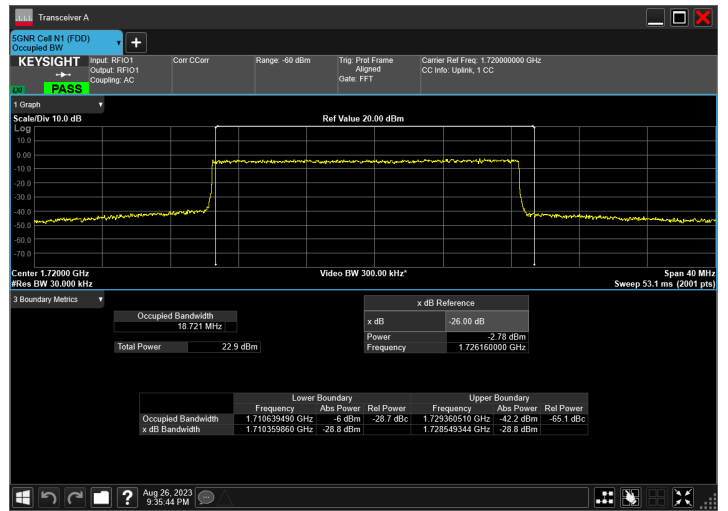 Transceiver A
5GNR Cell N1 (FDD)
Occupied BW
KEYSIGHT
LXI
PASS
Input: RFIO1
Output: RFIO1
Coupling: AC
Corr CCorr
Range: -60 dBm
Trig: Prot Frame
Aligned
Gate: FFT
Carrier Ref Freq: 1.720000000 GHz
CC Info: Uplink, 1 CC
1 Graph
Scale/Div 10.0 dB Ref Value 20.00 dBm
Log
10.0
0.00
-10.0
-20.0
-30.0
-40.0
-50.0
-60.0
-70.0
Center 1.72000 GHz Video BW 300.00 kHz* Span 40 MHz
#Res BW 30.000 kHz Sweep 53.1 ms (2001 pts)
3 Boundary Metrics
Occupied Bandwidth
18.721 MHz
Total Power 22.9 dBm
x dB Reference
x dB -26.00 dB
Power -2.78 dBm
Frequency 1.726160000 GHz
Lower Boundary Upper Boundary
Frequency Abs Power Rel Power Frequency Abs Power Rel Power
Occupied Bandwidth 1.710639490 GHz -6 dBm -28.7 dBc 1.729360510 GHz -42.2 dBm -65.1 dBc
x dB Bandwidth 1.710359860 GHz -28.8 dBm 1.728549344 GHz -28.8 dBm
Aug 26, 2023
9:35:44 PM